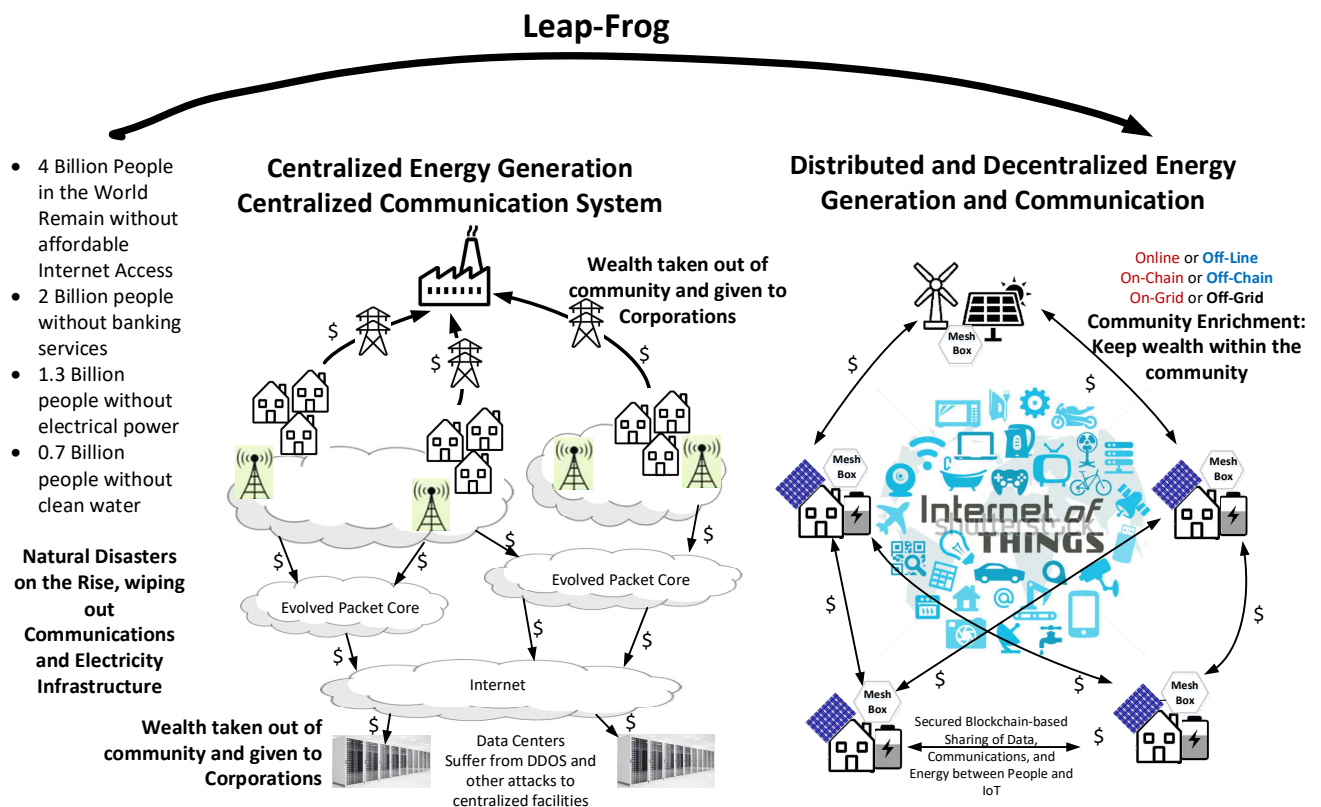 Leap-Frog
• 4 Billion People
in the World
Remain without
affordable
Internet Access
• 2 Billion people
without banking
services
• 1.3 Billion
people without
electrical power
• 0.7 Billion
people without
clean water
Natural Disasters
on the Rise, wiping
out
Communications
and Electricity
Infrastructure
Centralized Energy Generation
Centralized Communication System
Wealth taken out of
community and given to
Corporations
$
$
$
$
$
$
$
Evolved Packet Core
Evolved Packet Core
$
$
$
Internet
$
$
Wealth taken out of
community and given to
Corporations
Data Centers
Suffer from DDOS and
other attacks to
centralized facilities
Distributed and Decentralized Energy
Generation and Communication
Online or Off-Line
On-Chain or Off-Chain
On-Grid or Off-Grid
Community Enrichment:
Keep wealth within the
community
Mesh
Box
$
$
Mesh
Box
Mesh
Box
Internet of
shutterstock
THINGS
@
$
$
$
$
Mesh
Box
Mesh
Box
Secured Blockchain-based
Sharing of Data,
Communications, and
Energy between People and
IoT
$